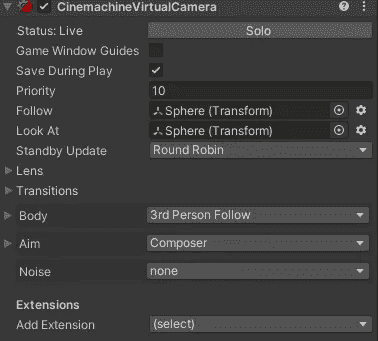 CinemachineVirtualCamera
Status: Live Solo
Game Window Guides
Save During Play
Priority 10
Follow Sphere (Transform)
Look At Sphere (Transform)
Standby Update Round Robin
Lens
Transitions
Body 3rd Person Follow
Aim Composer
Noise none
Extensions
Add Extension (select)